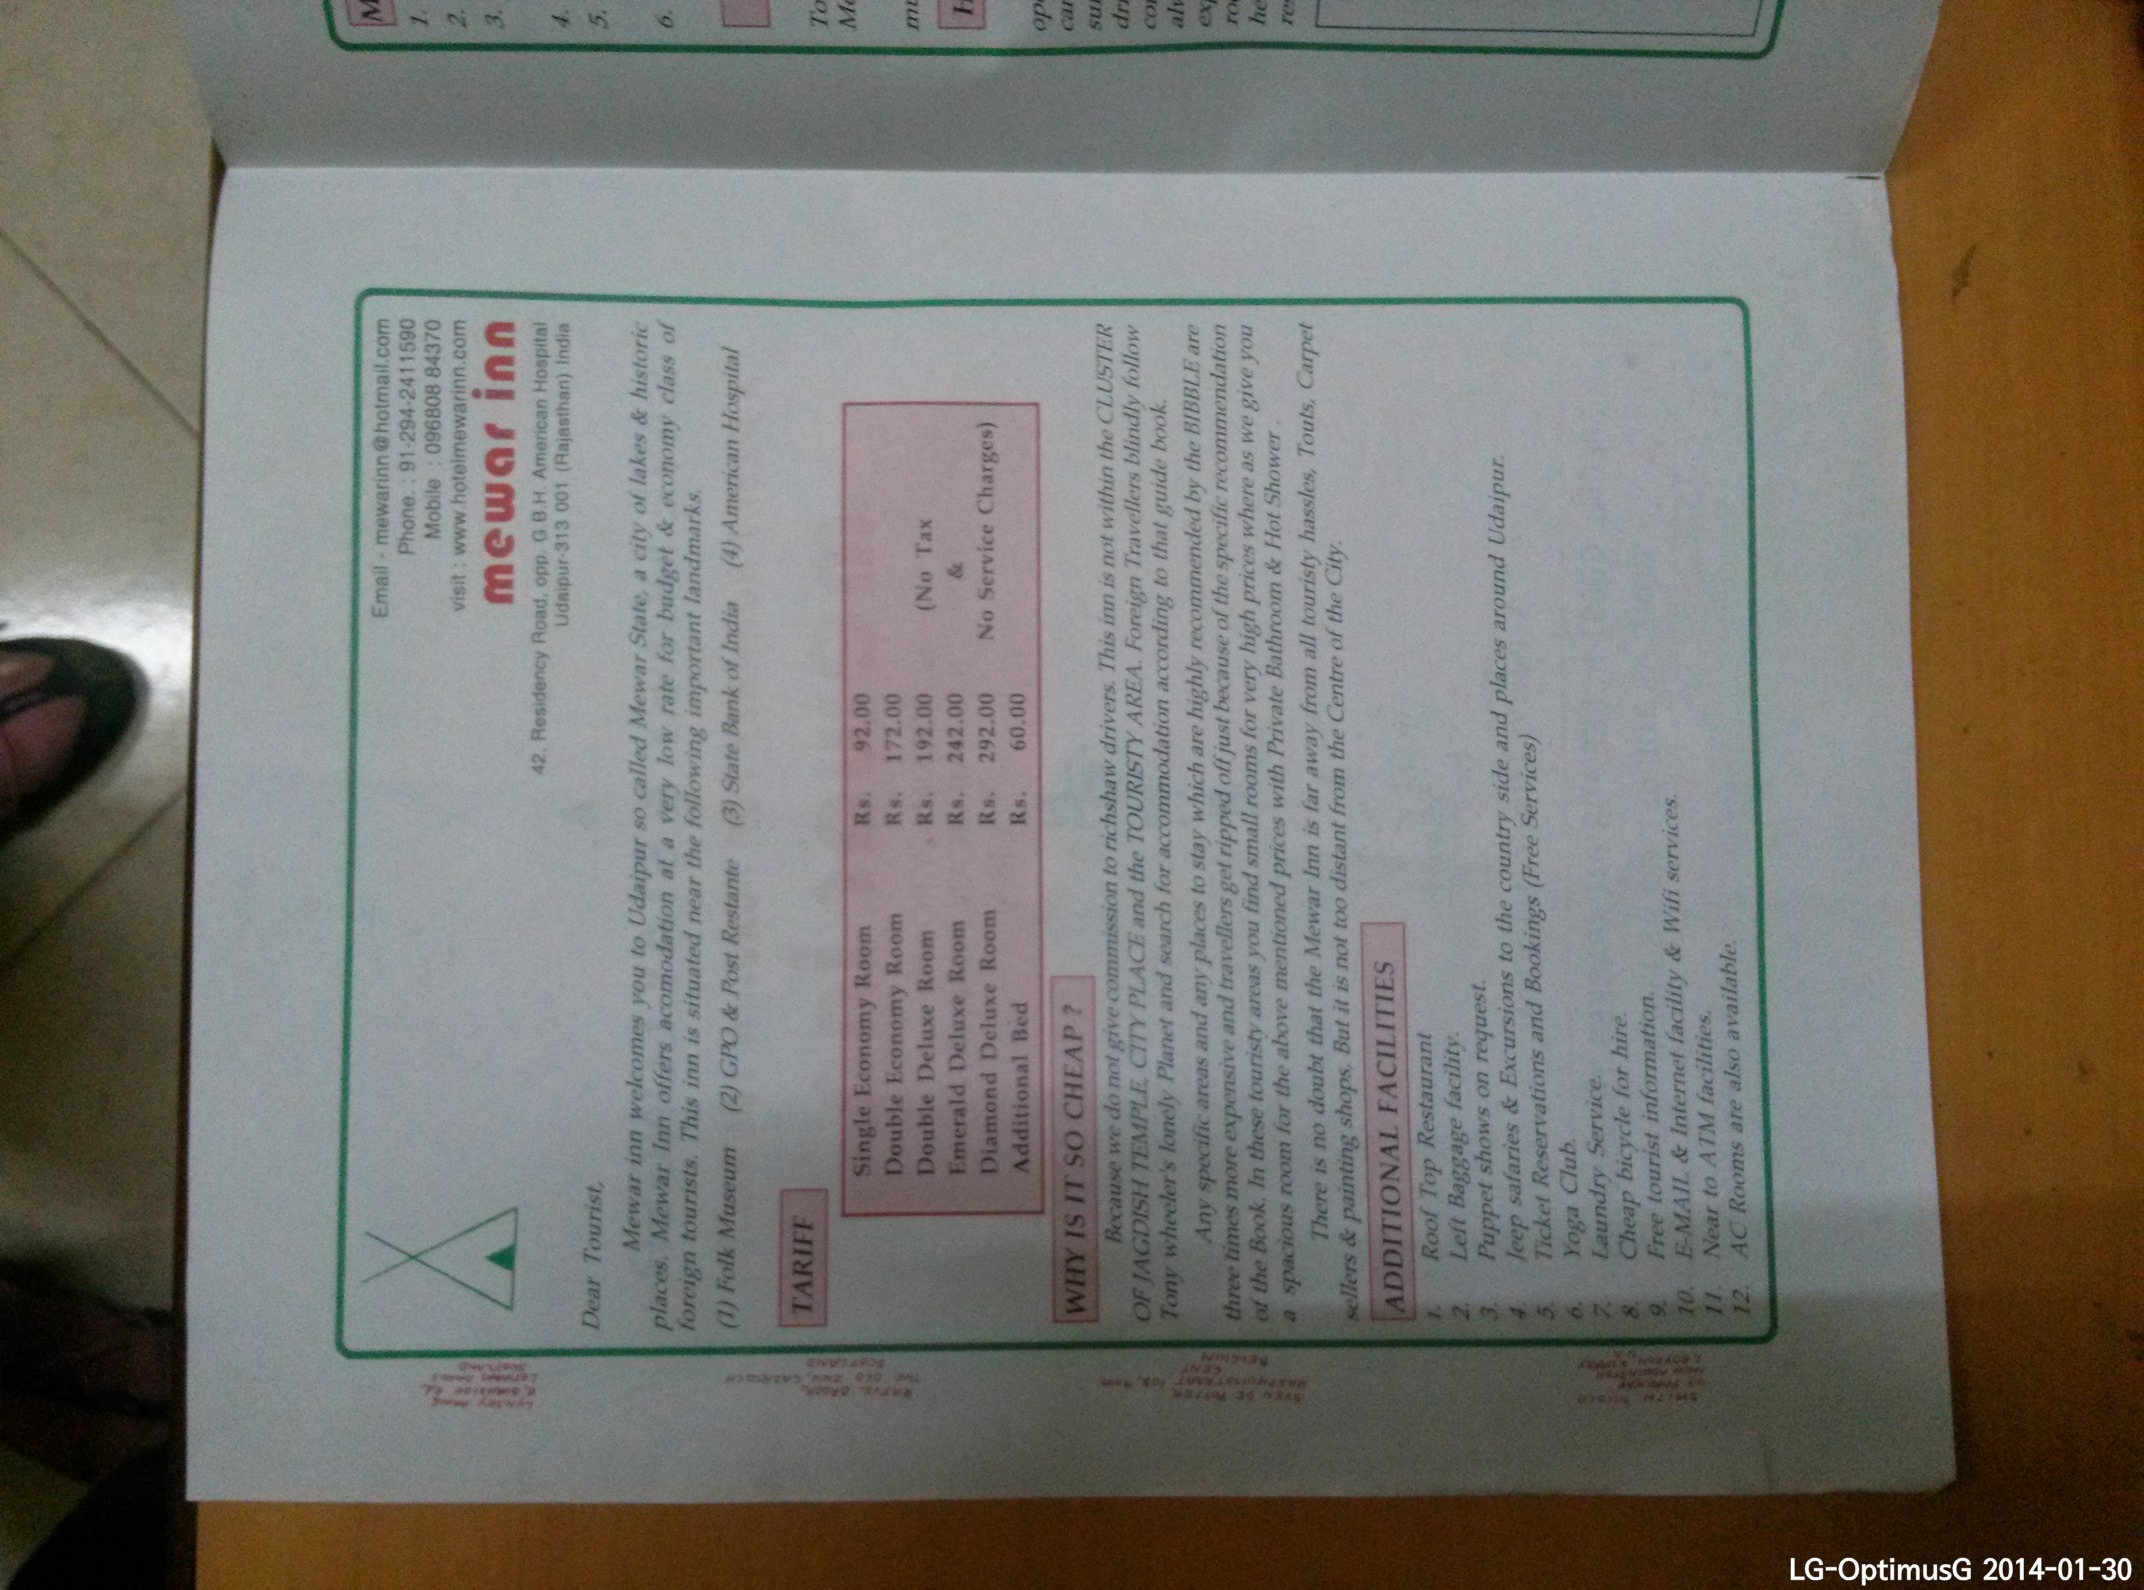 Email - mewarinn@hotmail.com
Phone. : 91-294-2411590
Mobile : 096808 84370
visit : www.hotelmewarinn.com
mewar inn
42, Residency Road, opp. G.B.H. American Hospital
Udaipur-313 001 (Rajasthan) India
Dear Tourist,
Mewar inn welcomes you to Udaipur so called Mewar State, a city of lakes & historic
places. Mewar Inn offers acomodation at a very low rate for budget & economy class of
foreign tourists. This inn is situated near the following important landmarks.
(1) Folk Museum (2) GPO & Post Restante (3) State Bank of India (4) American Hospital
TARIFF
Single Economy Room Rs. 92.00
Double Economy Room Rs. 172.00
Double Deluxe Room Rs. 192.00 (No Tax
Emerald Deluxe Room Rs. 242.00 &
Diamond Deluxe Room Rs. 292.00 No Service Charges)
Additional Bed Rs. 60.00
WHY IS IT SO CHEAP ?
Because we do not give commission to richshaw drivers. This inn is not within the CLUSTER
OF JAGDISH TEMPLE, CITY PLACE and the TOURISTY AREA. Foreign Travellers blindly follow
Tony wheeler's lonely Planet and search for accommodation according to that guide book.
Any specific areas and any places to stay which are highly recommended by the BIBBLE are
three times more expensive and travellers get ripped off just because of the specific recommendation
of the Book. In these touristy areas you find small rooms for very high prices where as we give you
a spacious room for the above mentioned prices with Private Bathroom & Hot Shower .
There is no doubt that the Mewar Inn is far away from all touristy hassles, Touts, Carpet
sellers & painting shops, But it is not too distant from the Centre of the City.
ADDITIONAL FACILITIES
1. Roof Top Restaurant
2. Left Baggage facility.
3. Puppet shows on request.
4. Jeep safaries & Excursions to the country side and places around Udaipur.
5. Ticket Reservations and Bookings (Free Services)
6. Yoga Club.
7. Laundry Service.
8. Cheap bicycle for hire.
9. Free tourist information.
10. E-MAIL & Internet facility & Wifi services.
11. Near to ATM facilities.
12. AC Rooms are also available.
1.
2.
3.
4.
5.
6.
To
LG-OptimusG 2014-01-30